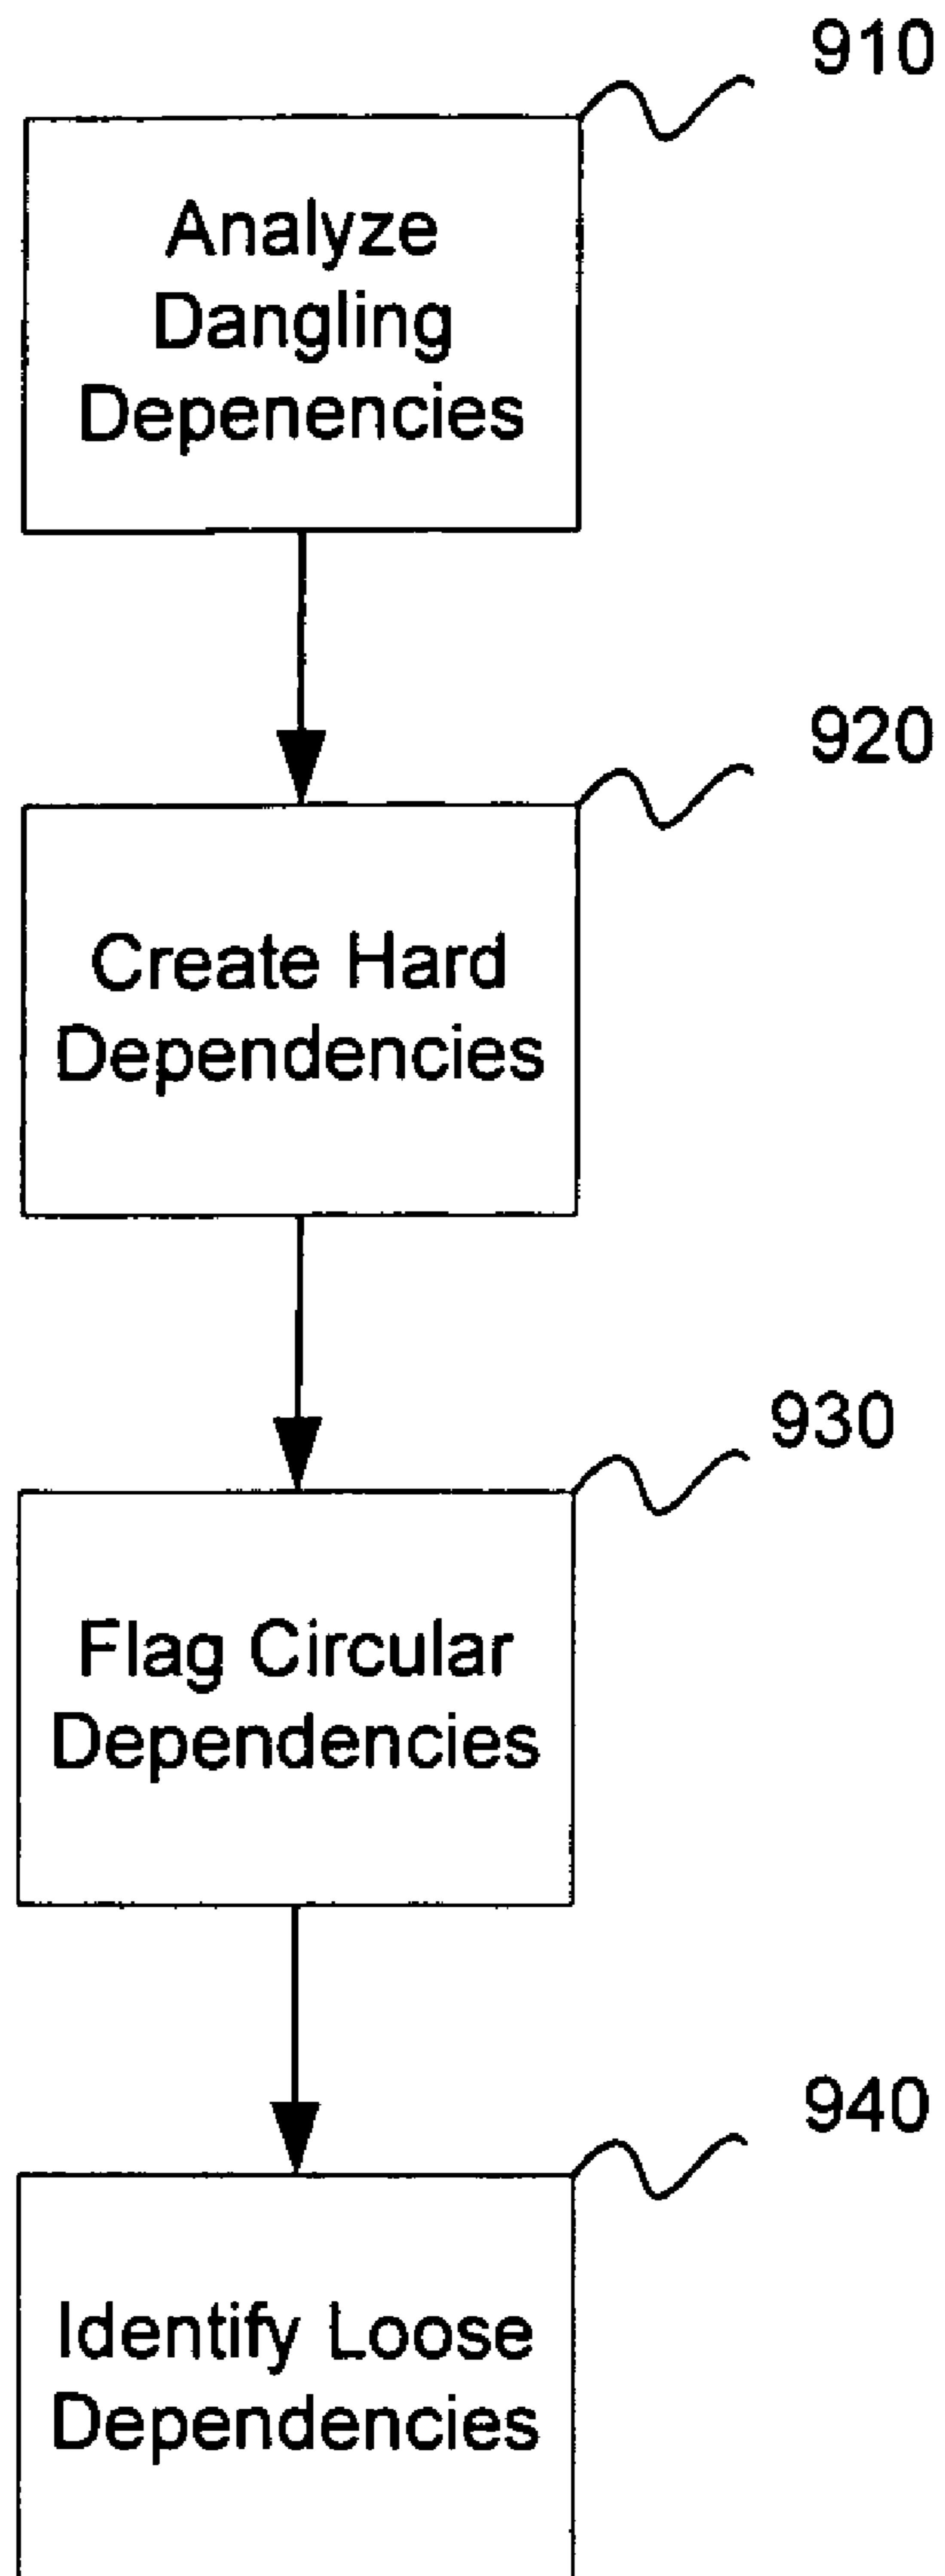 910
Analyze
Dangling
Depenencies
920
Create Hard
Dependencies
930
Flag Circular
Dependencies
940
Identify Loose
Dependencies